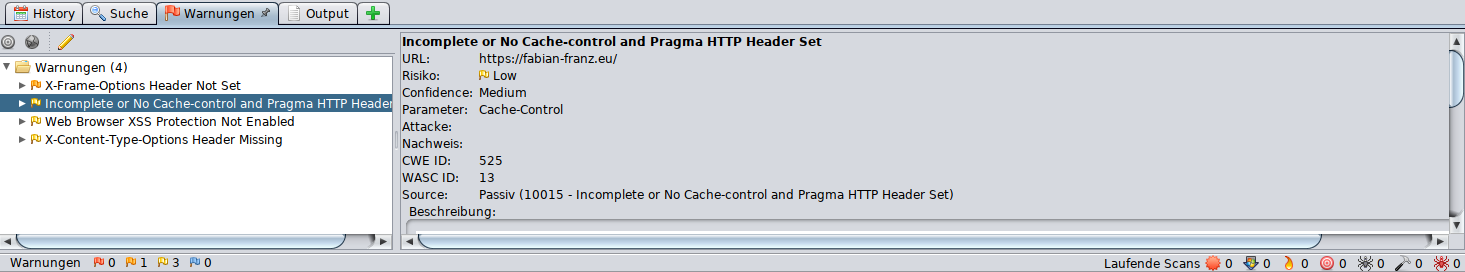 History Suche Warnungen Output
Warnungen (4)
X-Frame-Options Header Not Set
Incomplete or No Cache-control and Pragma HTTP Header
Web Browser XSS Protection Not Enabled
X-Content-Type-Options Header Missing
Incomplete or No Cache-control and Pragma HTTP Header Set
URL: https://fabian-franz.eu/
Risiko: Low
Confidence: Medium
Parameter: Cache-Control
Attacke:
Nachweis:
CWE ID: 525
WASC ID: 13
Source: Passiv (10015 - Incomplete or No Cache-control and Pragma HTTP Header Set)
Beschreibung:
Warnungen 0 1 3 0 Laufende Scans 0 0 0 0 0 0 0